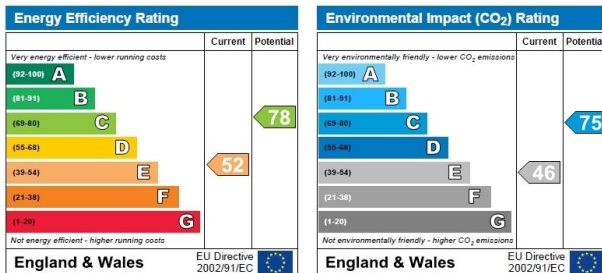 Energy Efficiency Rating
Current Potential
Very energy efficient - lower running costs
(92-100) A
(81-91) B
(69-80) C
78
(55-68) D
(39-54) E
52
(21-38) F
(1-20) G
Not energy efficient - higher running costs
England & Wales
EU Directive
2002/91/EC
Environmental Impact (CO₂) Rating
Current Potential
Very environmentally friendly - lower CO₂ emissions
(92-100) A
(81-91) B
(69-80) C
75
(55-68) D
(39-54) E
46
(21-38) F
(1-20) G
Not environmentally friendly - higher CO₂ emissions
England & Wales
EU Directive
2002/91/EC